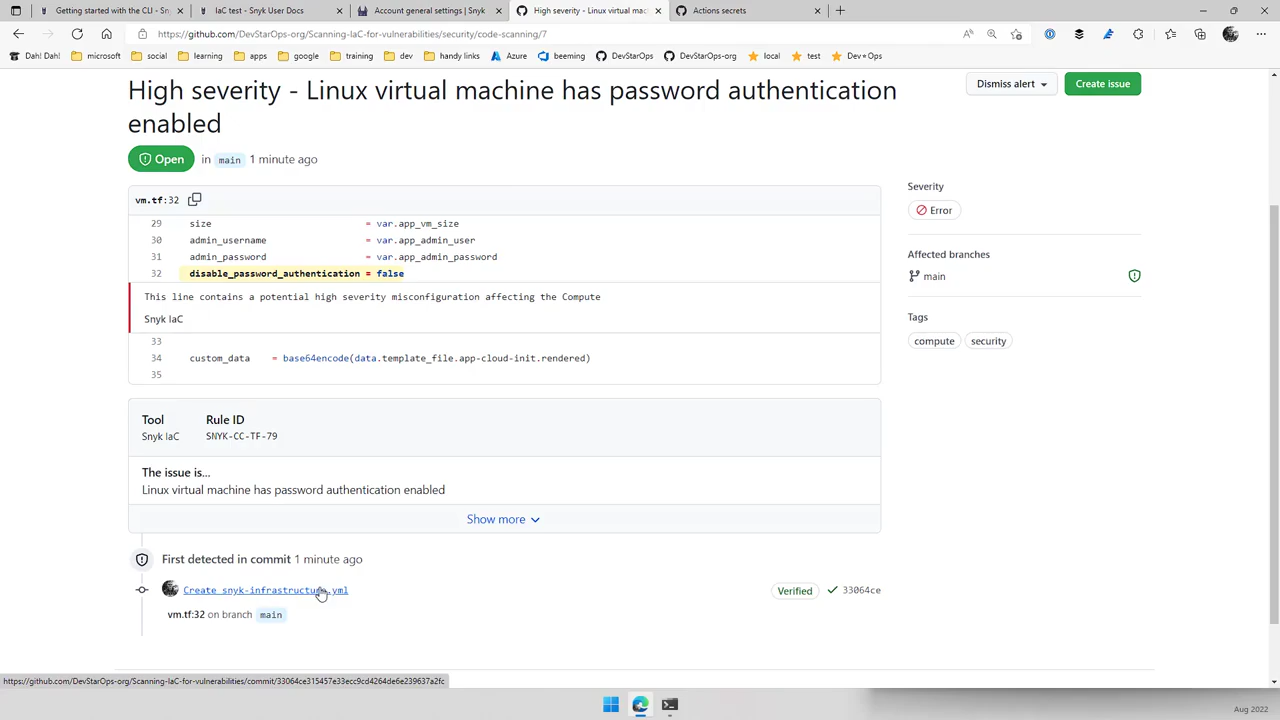 Getting started with the CLI - Sn
IaC test - Snyk User Docs
Account general settings | Snyk
High severity - Linux virtual mac
Actions secrets
https://github.com/DevStarOps-org/Scanning-IaC-for-vulnerabilities/security/code-scanning/7
Dah! Dah!
microsoft
social
learning
apps
google
training
dev
handy links
Azure
beeming
DevStarOps
DevStarOps-org
local
test
Dev∗Ops
High severity - Linux virtual machine has password authentication
enabled
Dismiss alert
Create issue
Open in main 1 minute ago
vm.tf:32
29 size = var.app_vm_size
30 admin_username = var.app_admin_user
31 admin_password = var.app_admin_password
32 disable_password_authentication = false
This line contains a potential high severity misconfiguration affecting the Compute
Snyk IaC
33
34 custom_data = base64encode(data.template_file.app-cloud-init.rendered)
35
Severity
Error
Affected branches
main
Tags
compute security
Tool Rule ID
Snyk IaC SNYK-CC-TF-79
The issue is...
Linux virtual machine has password authentication enabled
Show more
First detected in commit 1 minute ago
Create snyk-infrastructure.yml
Verified 33064ce
vm.tf:32 on branch main
https://github.com/DevStarOps-org/Scanning-IaC-for-vulnerabilities/commit/33064ce315457e33ecc9cd4264de6e239637a2fc
Aug 2022